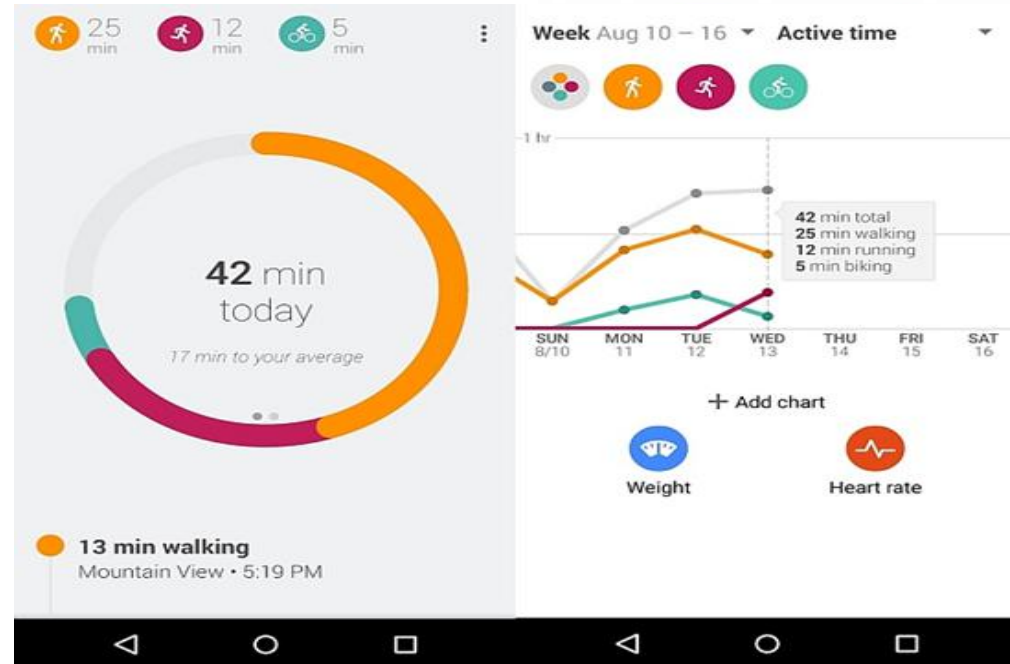 25 min
12 min
5 min
42 min
today
17 min to your average
13 min walking
Mountain View • 5:19 PM
Week Aug 10 – 16 Active time
1 hr
42 min total
25 min walking
12 min running
5 min biking
SUN MON TUE WED THU FRI SAT
8/10 11 12 13 14 15 16
+ Add chart
Weight Heart rate